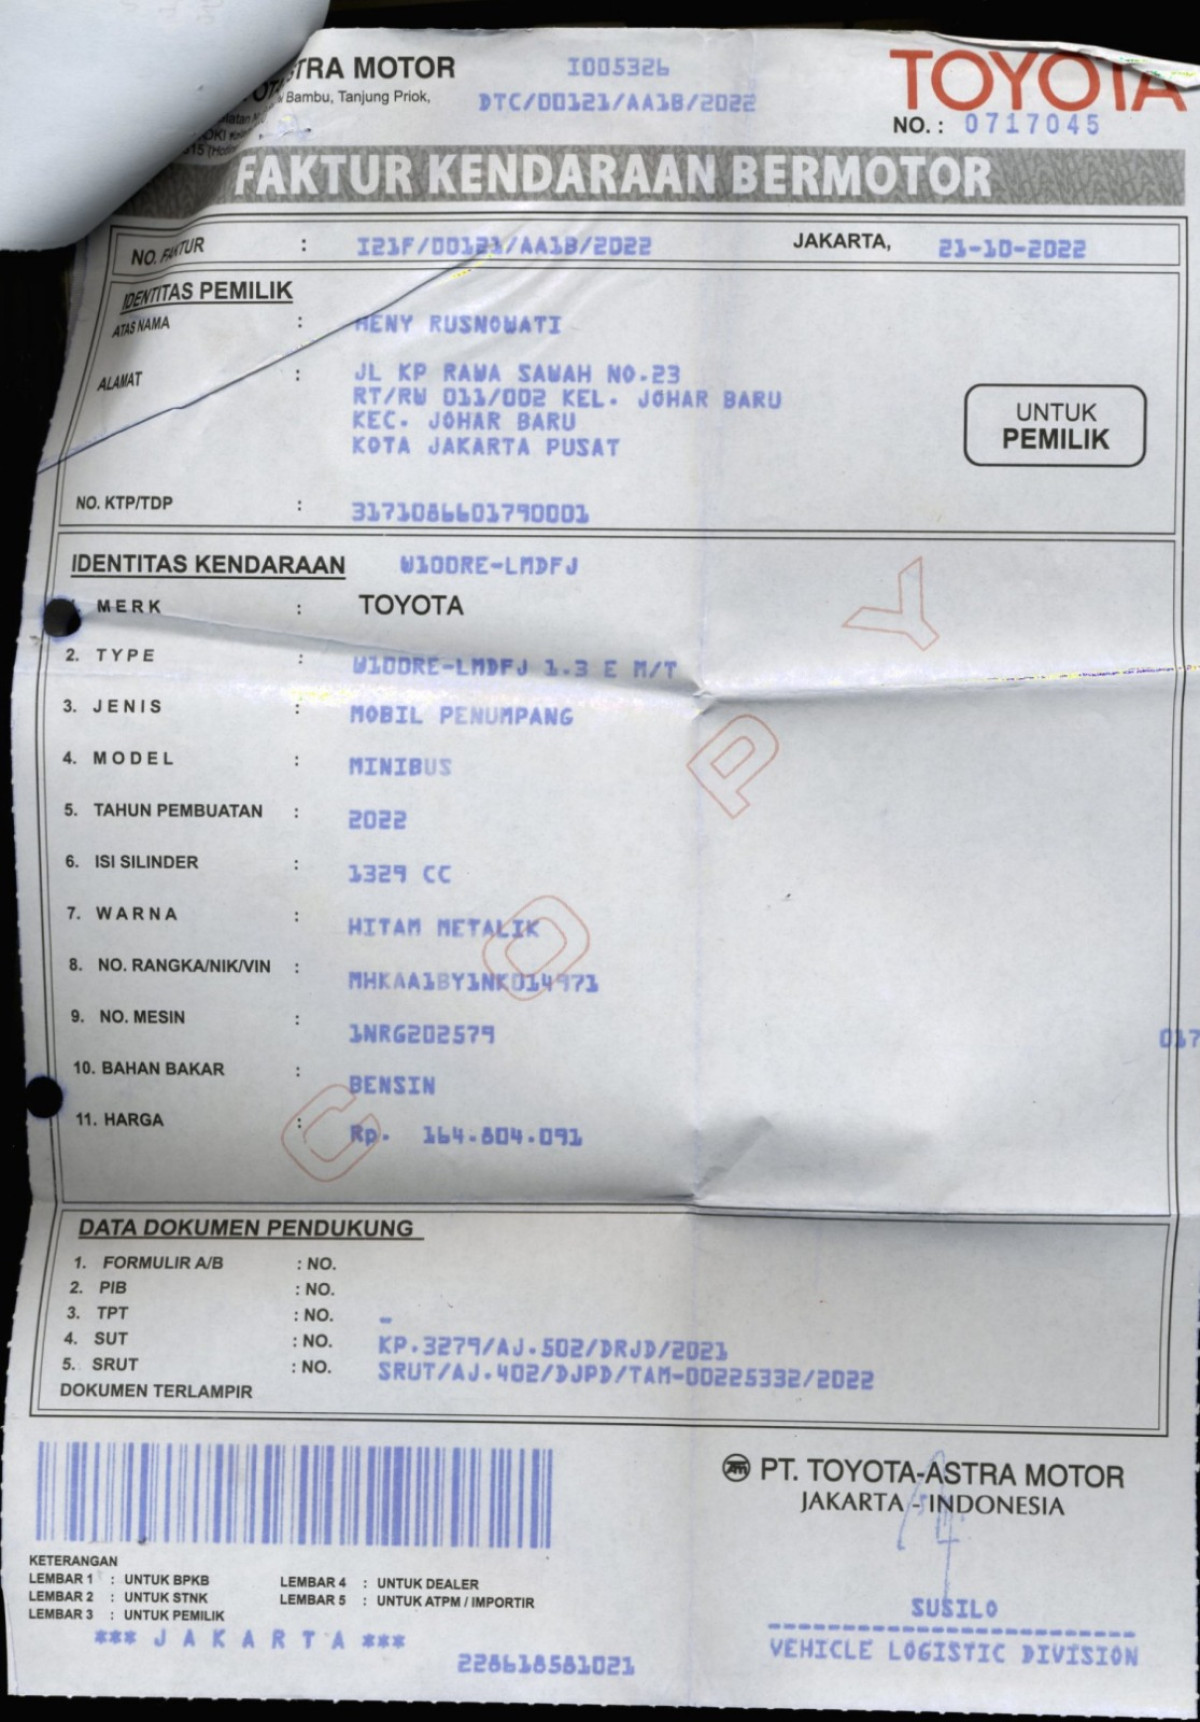 TRA MOTOR
I005326
TOYOTA
Bambu, Tanjung Priok,
DTC/00121/AA1B/2022
NO. : 0717045
FAKTUR KENDARAAN BERMOTOR
NO. FAKTUR : I21F/00121/AA1B/2022 JAKARTA, 21-10-2022
IDENTITAS PEMILIK
ATAS NAMA : HENY RUSNOWATI
ALAMAT : JL KP RAWA SAWAH NO.23
RT/RW 011/002 KEL. JOHAR BARU
KEC. JOHAR BARU
KOTA JAKARTA PUSAT
UNTUK
PEMILIK
NO. KTP/TDP : 3171086601790001
IDENTITAS KENDARAAN W100RE-LMDFJ
MERK : TOYOTA
2. TYPE : W100RE-LMDFJ 1.3 E M/T
3. JENIS : MOBIL PENUMPANG
4. MODEL : MINIBUS
5. TAHUN PEMBUATAN : 2022
6. ISI SILINDER : 1329 CC
7. WARNA : HITAM METALIK
8. NO. RANGKA/NIK/VIN : MHKAA1BY1NK014971
9. NO. MESIN : 1NRG202579
017
10. BAHAN BAKAR : BENSIN
11. HARGA : Rp. 164.804.091
COPY
DATA DOKUMEN PENDUKUNG
1. FORMULIR A/B : NO.
2. PIB : NO.
3. TPT : NO. -
4. SUT : NO. KP.3279/AJ.502/DRJD/2021
5. SRUT : NO. SRUT/AJ.402/DJPD/TAM-00225332/2022
DOKUMEN TERLAMPIR
PT. TOYOTA-ASTRA MOTOR
JAKARTA - INDONESIA
KETERANGAN
LEMBAR 1 : UNTUK BPKB LEMBAR 4 : UNTUK DEALER
LEMBAR 2 : UNTUK STNK LEMBAR 5 : UNTUK ATPM / IMPORTIR
LEMBAR 3 : UNTUK PEMILIK
SUSILO
*** J A K A R T A ***
VEHICLE LOGISTIC DIVISION
228618581021